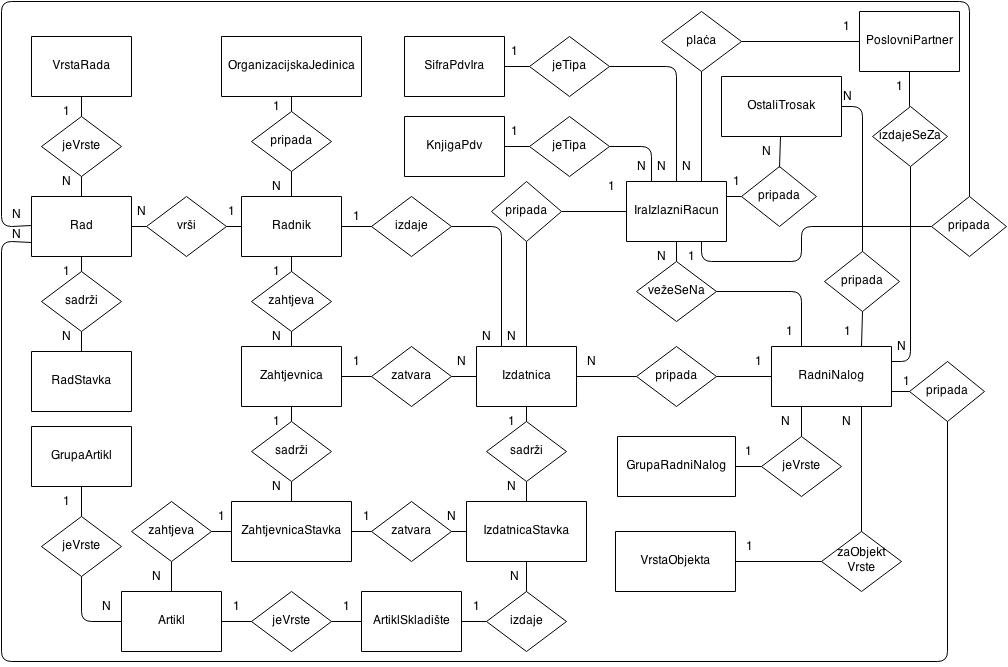 VrstaRada
OrganizacijskaJedinica
SifraPdvIra
1
jeTipa
plaća
1
PoslovniPartner
1
1
OstaliTrosak
N
1
jeVrste
pripada
KnjigaPdv
1
jeTipa
izdajeSeZa
N
N
N
N
N
N
Rad
N
vrši
1
Radnik
1
izdaje
pripada
1
IraIzlazniRacun
1
pripada
pripada
N
1
1
N
1
sadrži
zahtjeva
vežeSeNa
pripada
N
N
N
N
1
1
N
RadStavka
Zahtjevnica
1
zatvara
N
Izdatnica
N
pripada
1
RadniNalog
1
pripada
1
1
N
N
GrupaArtikl
sadrži
sadrži
GrupaRadniNalog
1
jeVrste
1
N
N
jeVrste
zahtjeva
1
ZahtjevnicaStavka
1
zatvara
N
IzdatnicaStavka
VrstaObjekta
1
zaObjekt
Vrste
N
N
N
Artikl
1
jeVrste
1
ArtiklSkladište
1
izdaje